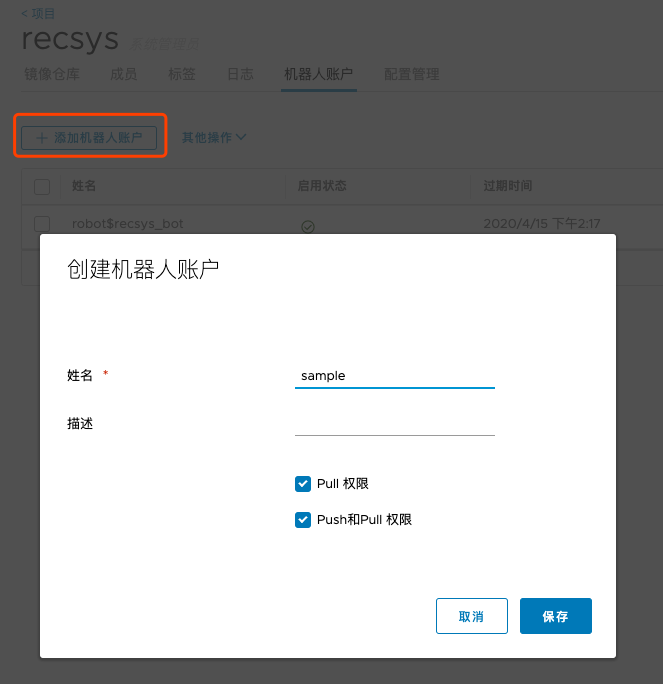 < 项目
recsys 系统管理员
镜像仓库 成员 标签 日志 机器人账户 配置管理
+ 添加机器人账户 其他操作
姓名 启用状态 过期时间
robot$recsys_bot 2020/4/15 下午2:17
创建机器人账户
姓名 * sample
描述
Pull 权限
Push和Pull 权限
取消 保存